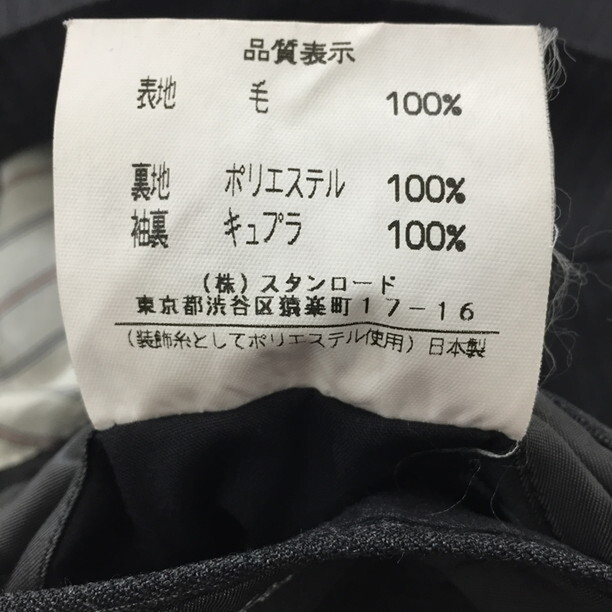 品質表示
表地 毛 100%
裏地 ポリエステル 100%
袖裏 キュプラ 100%
(株)スタンロード
東京都渋谷区猿楽町17-16
(装飾糸としてポリエステル使用)日本製